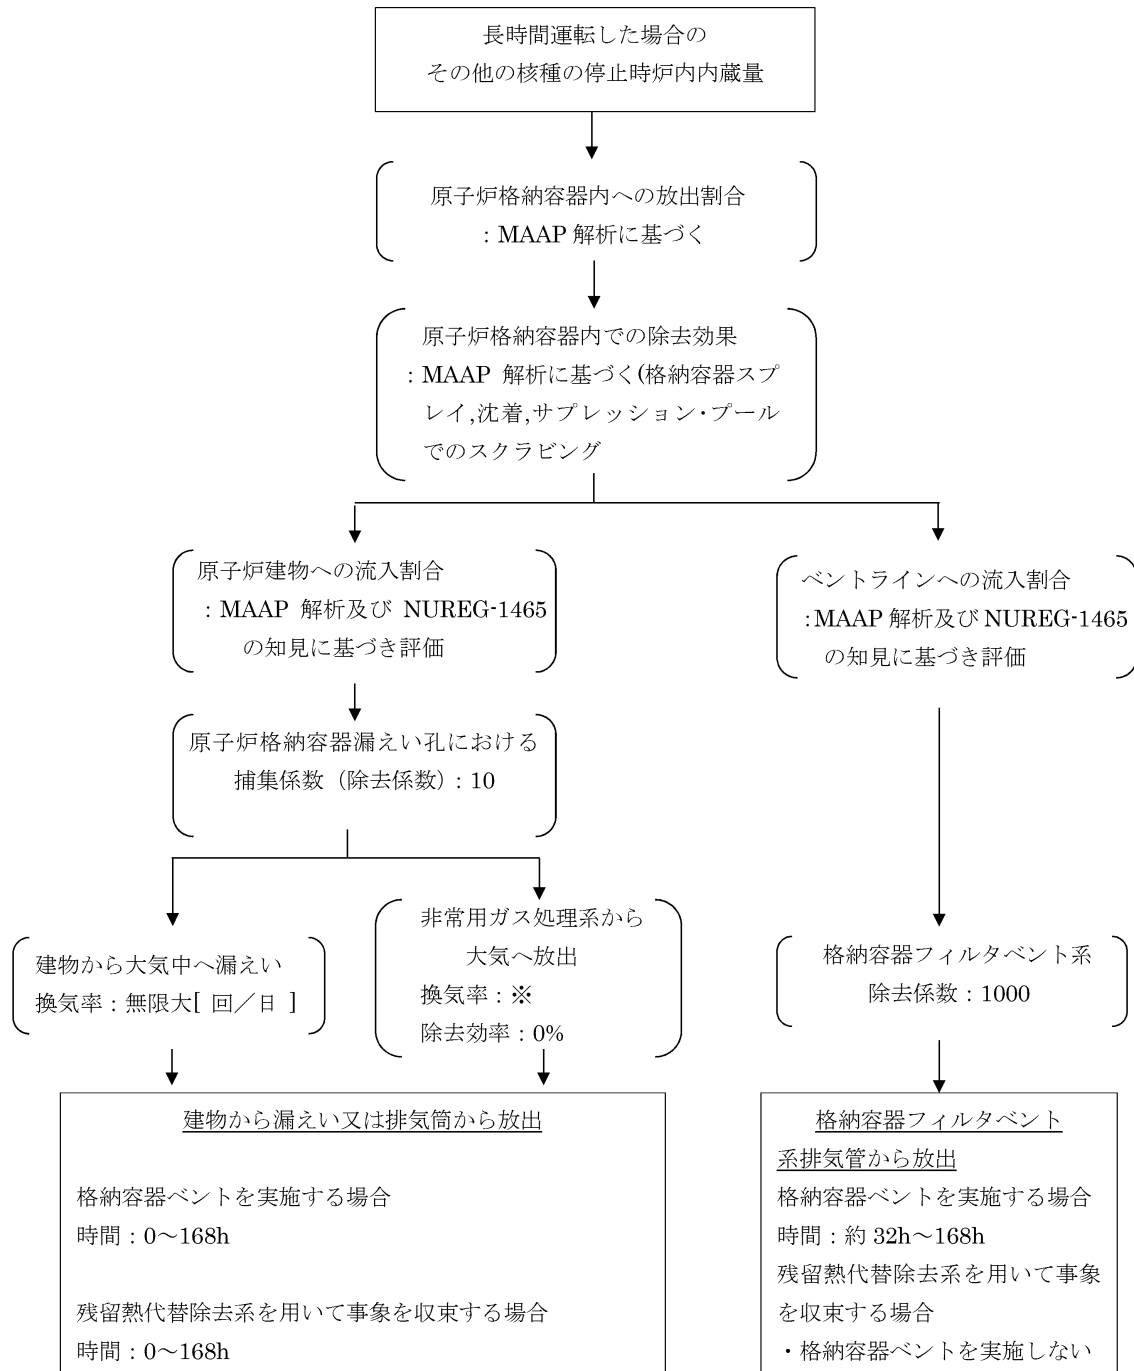 長時間運転した場合の
その他の核種の停止時炉内内蔵量
原子炉格納容器内への放出割合
：MAAP 解析に基づく
原子炉格納容器内での除去効果
：MAAP 解析に基づく(格納容器スプ
レイ,沈着,サプレッション・プール
でのスクラビング
原子炉建物への流入割合
：MAAP 解析及び NUREG-1465
の知見に基づき評価
ベントラインへの流入割合
：MAAP 解析及び NUREG-1465
の知見に基づき評価
原子炉格納容器漏えい孔における
捕集係数（除去係数）：10
建物から大気中へ漏えい
換気率：無限大[ 回／日 ]
非常用ガス処理系から
大気へ放出
換気率：※
除去効率：0%
格納容器フィルタベント系
除去係数：1000
建物から漏えい又は排気筒から放出
格納容器ベントを実施する場合
時間：0～168h
残留熱代替除去系を用いて事象を収束する場合
時間：0～168h
格納容器フィルタベント
系排気管から放出
格納容器ベントを実施する場合
時間：約 32h～168h
残留熱代替除去系を用いて事象
を収束する場合
・格納容器ベントを実施しない